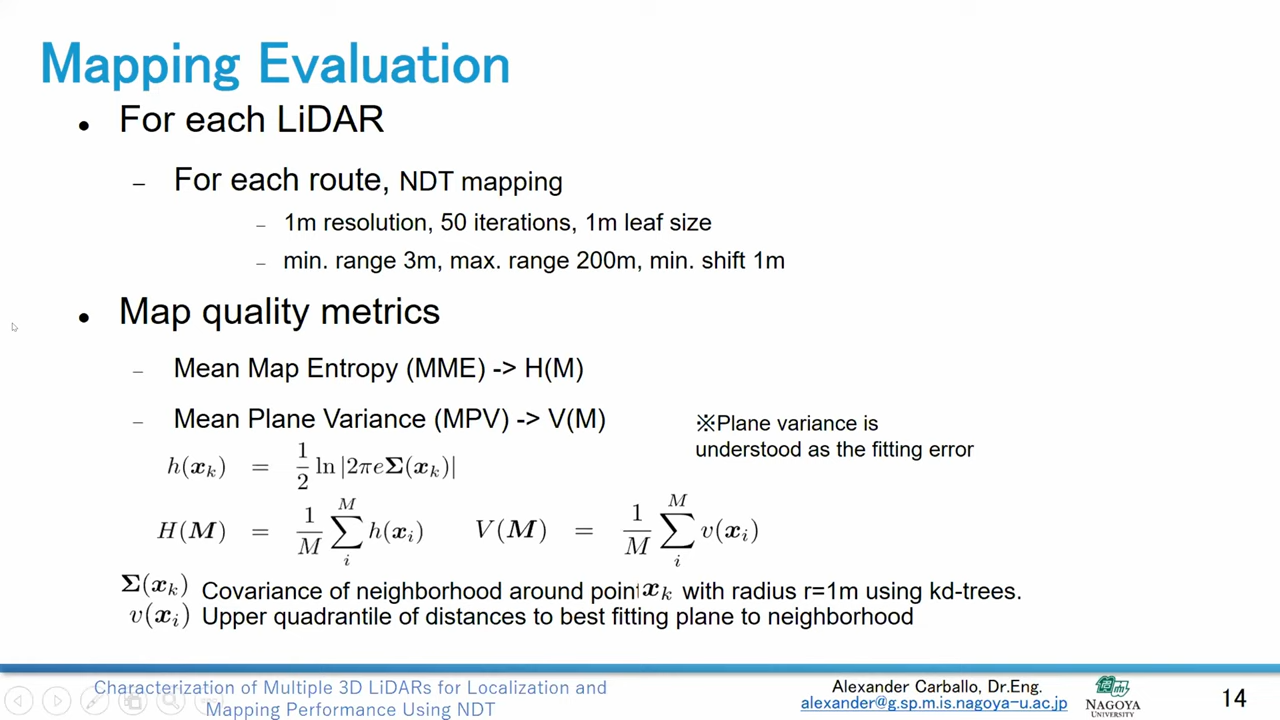 Mapping Evaluation
● For each LiDAR
– For each route, NDT mapping
– 1m resolution, 50 iterations, 1m leaf size
– min. range 3m, max. range 200m, min. shift 1m
● Map quality metrics
– Mean Map Entropy (MME) -> H(M)
– Mean Plane Variance (MPV) -> V(M)
※Plane variance is
understood as the fitting error
h(x_k) = 1/2 ln|2πeΣ(x_k)|
H(M) = 1/M ∑_i^M h(x_i) V(M) = 1/M ∑_i^M v(x_i)
Σ(x_k) Covariance of neighborhood around point x_k with radius r=1m using kd-trees.
v(x_i) Upper quadrantile of distances to best fitting plane to neighborhood
Characterization of Multiple 3D LiDARs for Localization and
Mapping Performance Using NDT
Alexander Carballo, Dr.Eng.
alexander@g.sp.m.is.nagoya-u.ac.jp
NAGOYA
UNIVERSITY
14